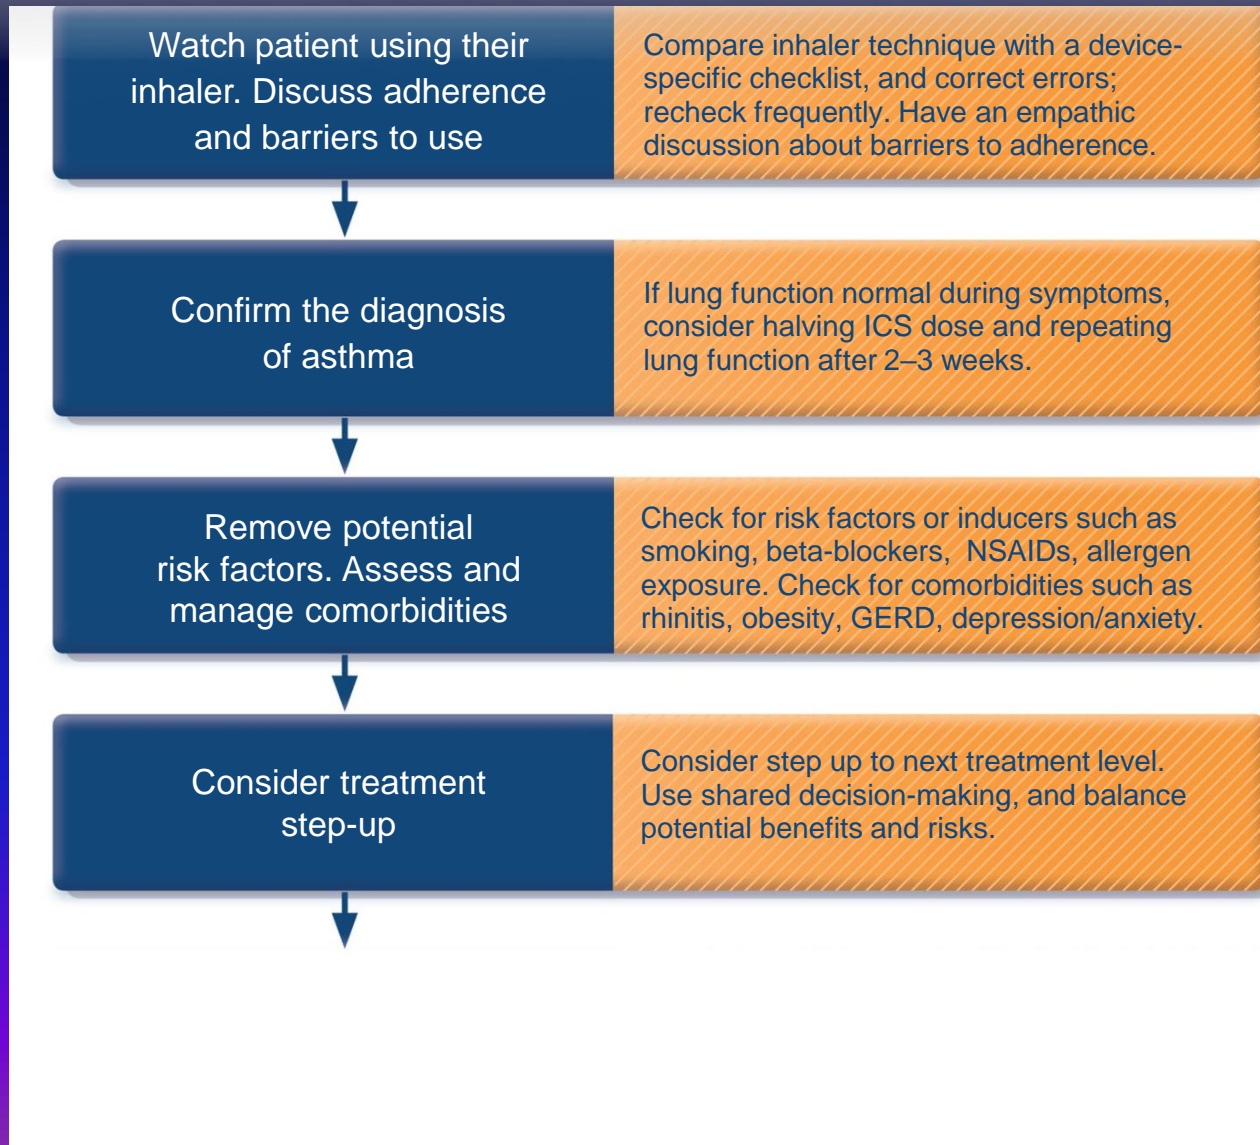 Watch patient using their
inhaler. Discuss adherence
and barriers to use
Compare inhaler technique with a device-
specific checklist, and correct errors;
recheck frequently. Have an empathic
discussion about barriers to adherence.
Confirm the diagnosis
of asthma
If lung function normal during symptoms,
consider halving ICS dose and repeating
lung function after 2–3 weeks.
Remove potential
risk factors. Assess and
manage comorbidities
Check for risk factors or inducers such as
smoking, beta-blockers,  NSAIDs, allergen
exposure. Check for comorbidities such as
rhinitis, obesity, GERD, depression/anxiety.
Consider treatment
step-up
Consider step up to next treatment level.
Use shared decision-making, and balance
potential benefits and risks.